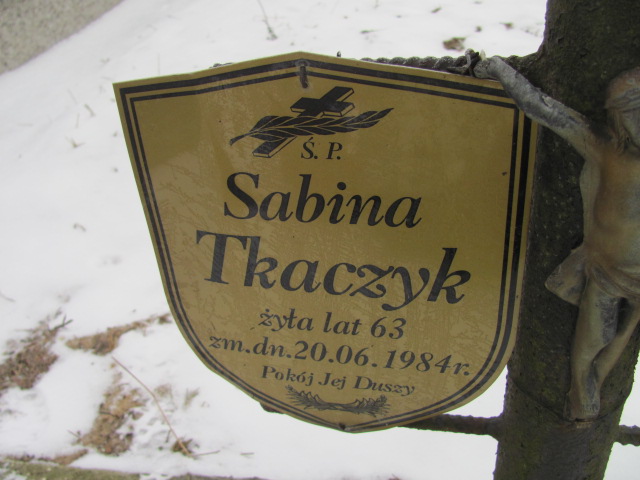 Ś. P.
Sabina
Tkaczyk
żyła lat 63
zm.dn.20.06.1984r.
Pokój Jej Duszy